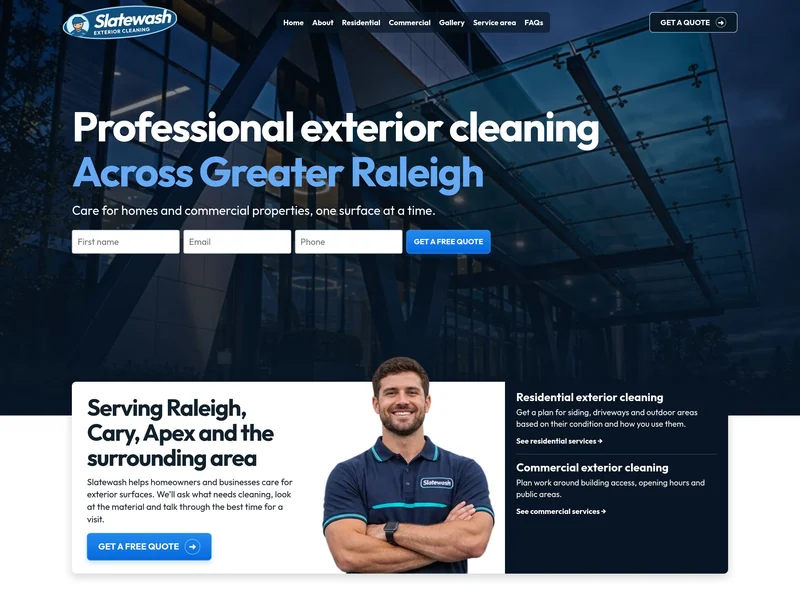 Slatewash
EXTERIOR CLEANING
Home About Residential Commercial Gallery Service area FAQs
GET A QUOTE
Professional exterior cleaning
Across Greater Raleigh
Care for homes and commercial properties, one surface at a time.
First name Email Phone GET A FREE QUOTE
Serving Raleigh,
Cary, Apex and the
surrounding area
Slatewash helps homeowners and businesses care for
exterior surfaces. We'll ask what needs cleaning, look
at the material and talk through the best time for a
visit.
GET A FREE QUOTE
Slatewash
Residential exterior cleaning
Get a plan for siding, driveways and outdoor areas
based on their condition and how you use them.
See residential services →
Commercial exterior cleaning
Plan work around building access, opening hours and
public areas.
See commercial services →